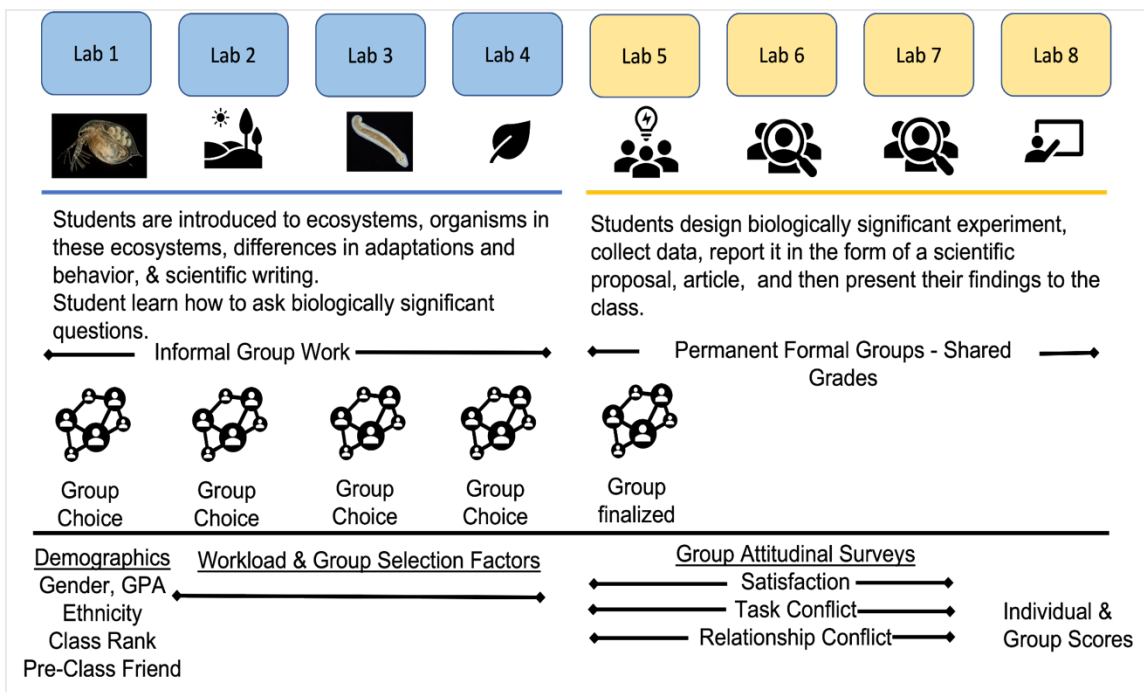 Lab 1
Lab 2
Lab 3
Lab 4
Lab 5
Lab 6
Lab 7
Lab 8
Students are introduced to ecosystems, organisms in
these ecosystems, differences in adaptations and
behavior, & scientific writing.
Student learn how to ask biologically significant
questions.
Students design biologically significant experiment,
collect data, report it in the form of a scientific
proposal, article,  and then present their findings to the
class.
Informal Group Work
Permanent Formal Groups - Shared
Grades
Group
Choice
Group
Choice
Group
Choice
Group
Choice
Group
finalized
Demographics
Gender, GPA
Ethnicity
Class Rank
Pre-Class Friend
Workload & Group Selection Factors
Group Attitudinal Surveys
Satisfaction
Task Conflict
Relationship Conflict
Individual &
Group Scores